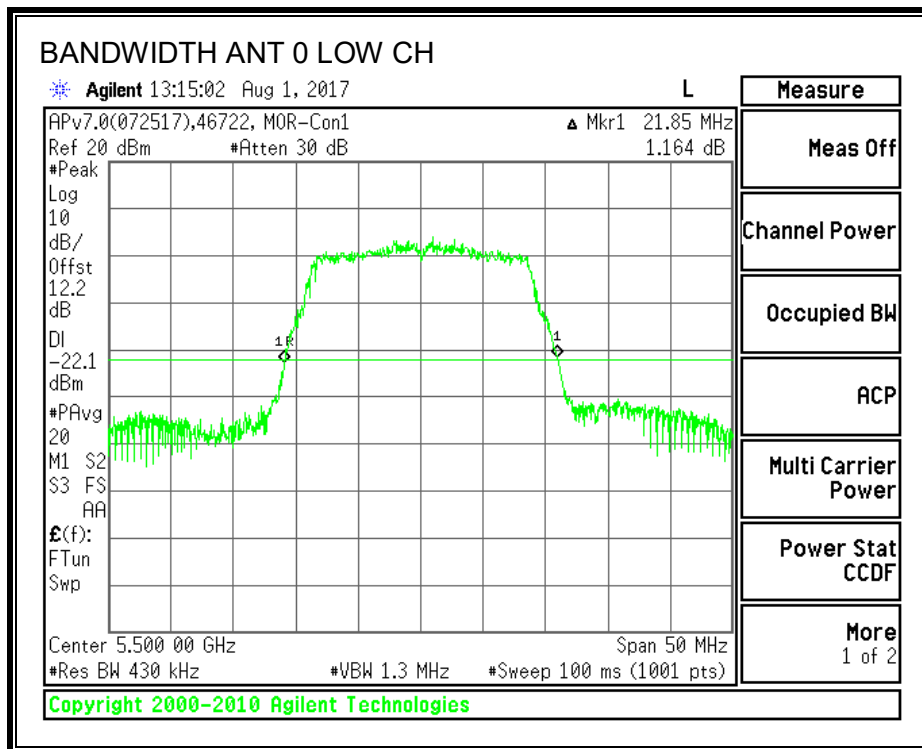 BANDWIDTH ANT 0 LOW CH
Agilent 13:15:02 Aug 1, 2017 L
APv7.0(072517),46722, MOR-Con1 Δ Mkr1 21.85 MHz
Ref 20 dBm #Atten 30 dB 1.164 dB
#Peak
Log
10
dB/
Offst
12.2
dB
DI
-22.1
dBm
#PAvg
20
M1 S2
S3 FS
AA
£(f):
FTun
Swp
1R
1
Center 5.500 00 GHz Span 50 MHz
#Res BW 430 kHz #VBW 1.3 MHz #Sweep 100 ms (1001 pts)
Copyright 2000-2010 Agilent Technologies
Measure
Meas Off
Channel Power
Occupied BW
ACP
Multi Carrier
Power
Power Stat
CCDF
More
1 of 2